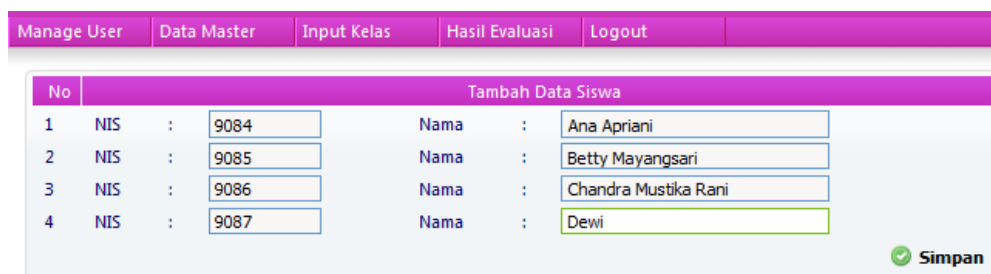 Manage User Data Master Input Kelas Hasil Evaluasi Logout
No Tambah Data Siswa
1 NIS : 9084 Nama : Ana Apriani
2 NIS : 9085 Nama : Betty Mayangsari
3 NIS : 9086 Nama : Chandra Mustika Rani
4 NIS : 9087 Nama : Dewi
Simpan